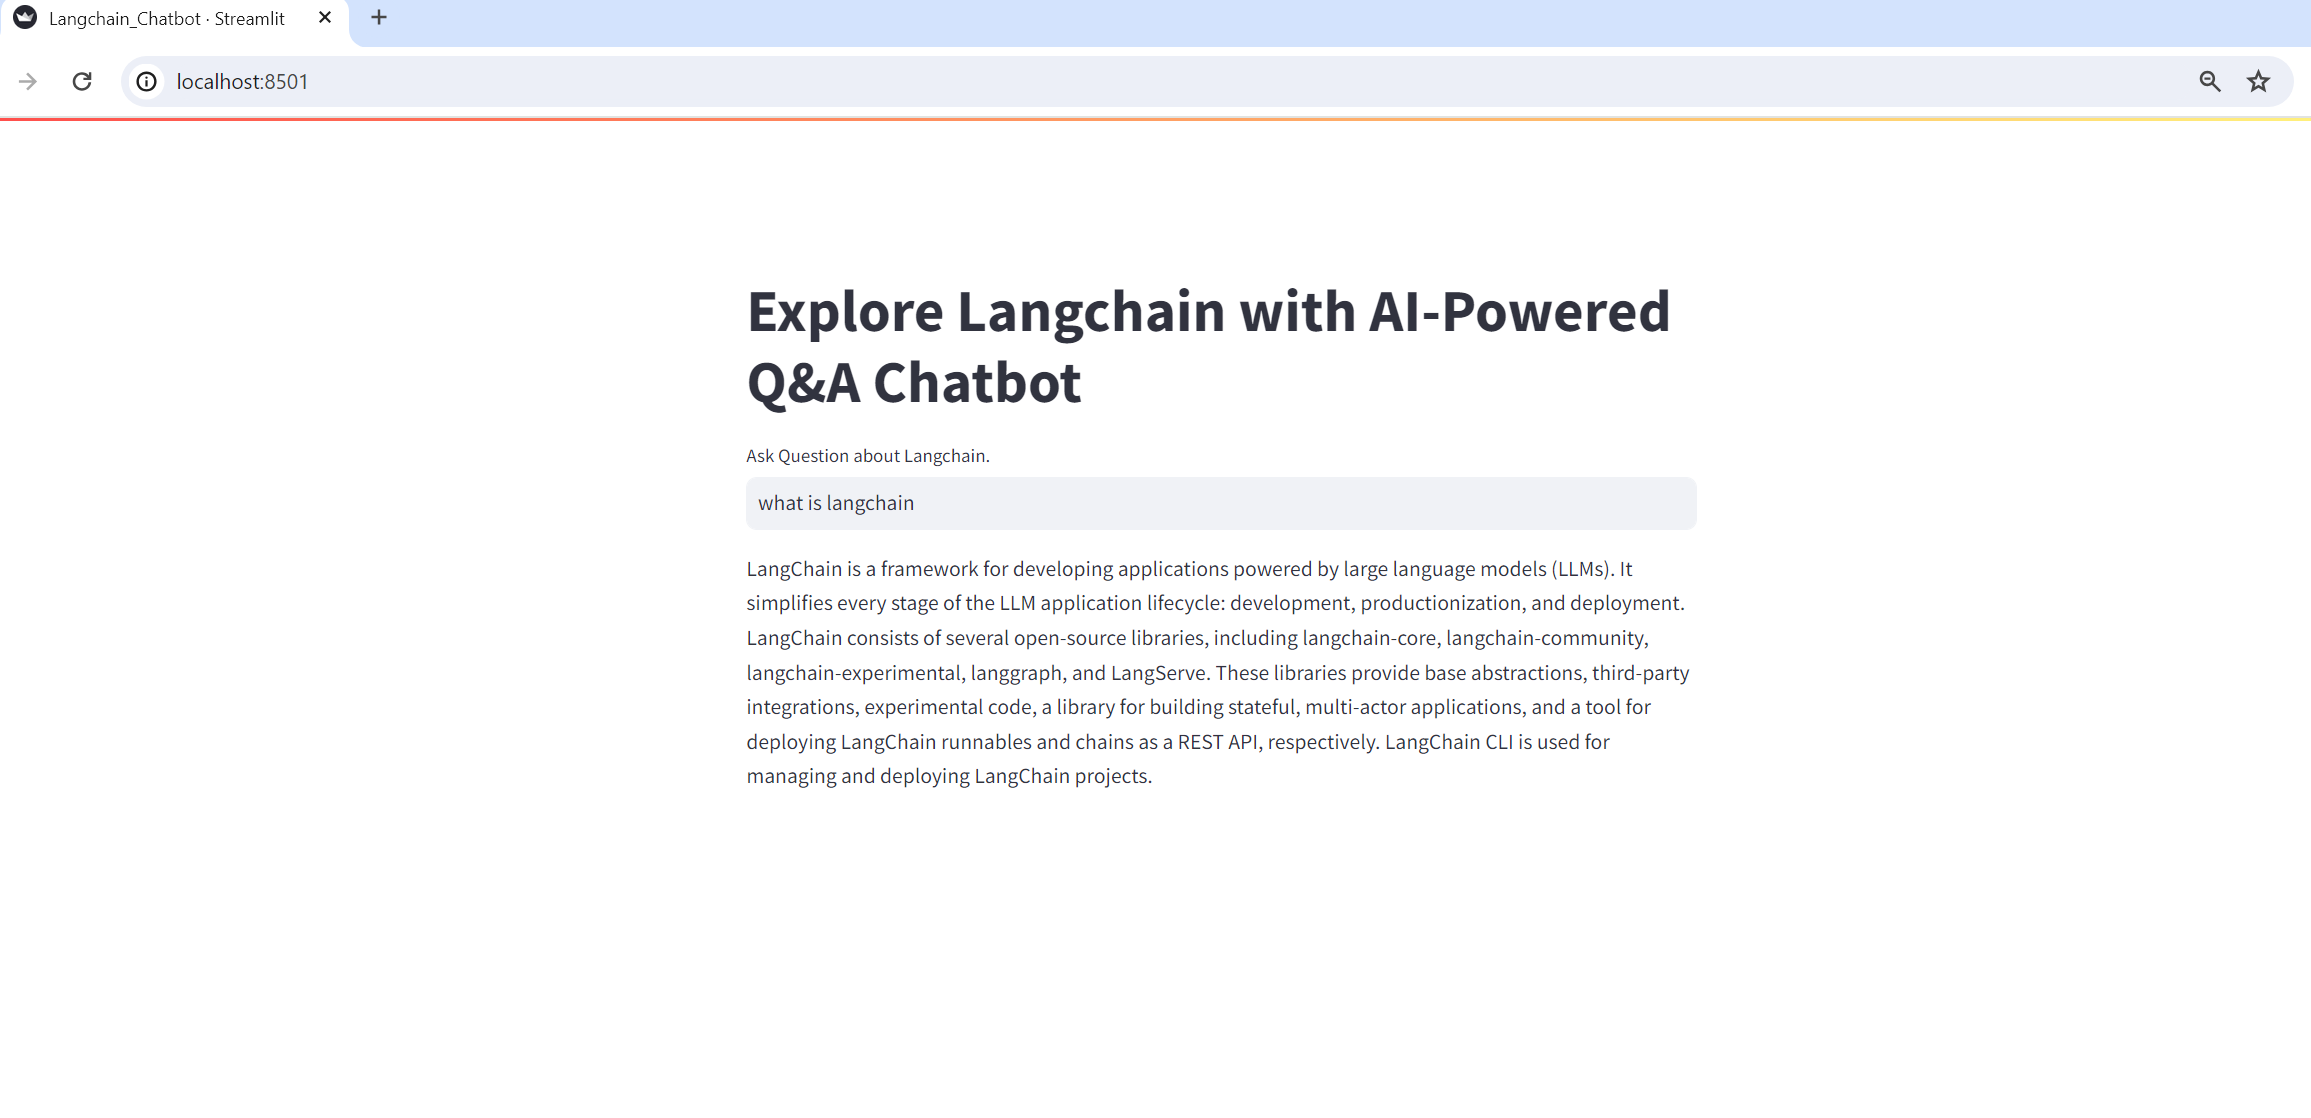 Langchain_Chatbot · Streamlit
localhost:8501
Explore Langchain with AI-Powered
Q&A Chatbot
Ask Question about Langchain.
what is langchain
LangChain is a framework for developing applications powered by large language models (LLMs). It
simplifies every stage of the LLM application lifecycle: development, productionization, and deployment.
LangChain consists of several open-source libraries, including langchain-core, langchain-community,
langchain-experimental, langgraph, and LangServe. These libraries provide base abstractions, third-party
integrations, experimental code, a library for building stateful, multi-actor applications, and a tool for
deploying LangChain runnables and chains as a REST API, respectively. LangChain CLI is used for
managing and deploying LangChain projects.